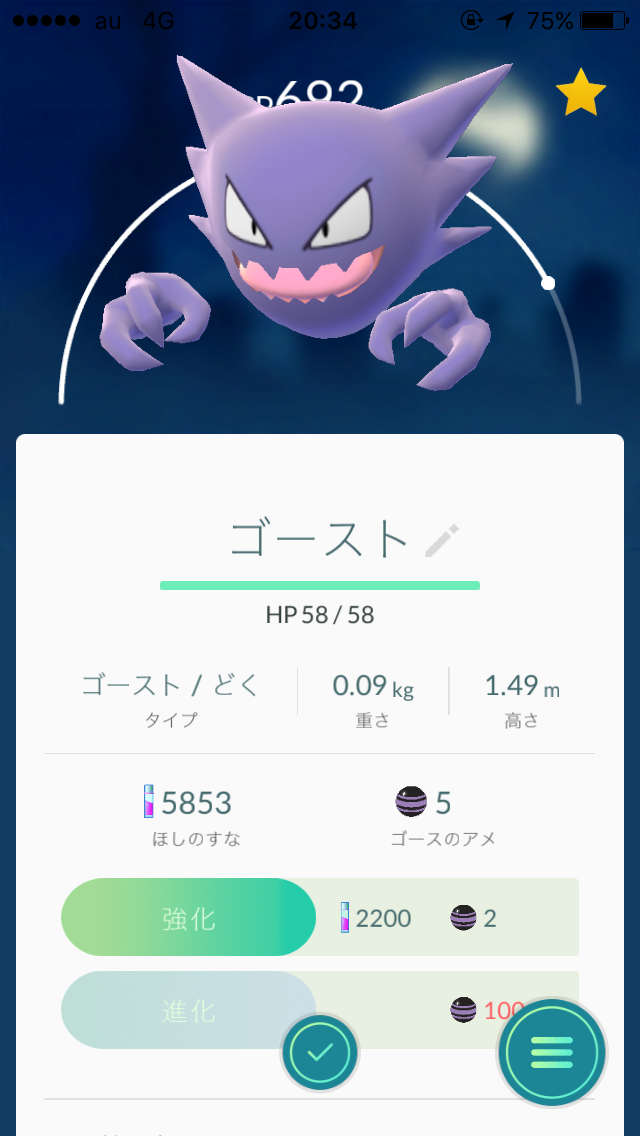 au 4G 20:34 75%
ゴースト
HP 58 / 58
ゴースト / どく 0.09 kg 1.49 m
タイプ 重さ 高さ
5853 5
ほしのすな ゴースのアメ
強化 2200 2
進化 100